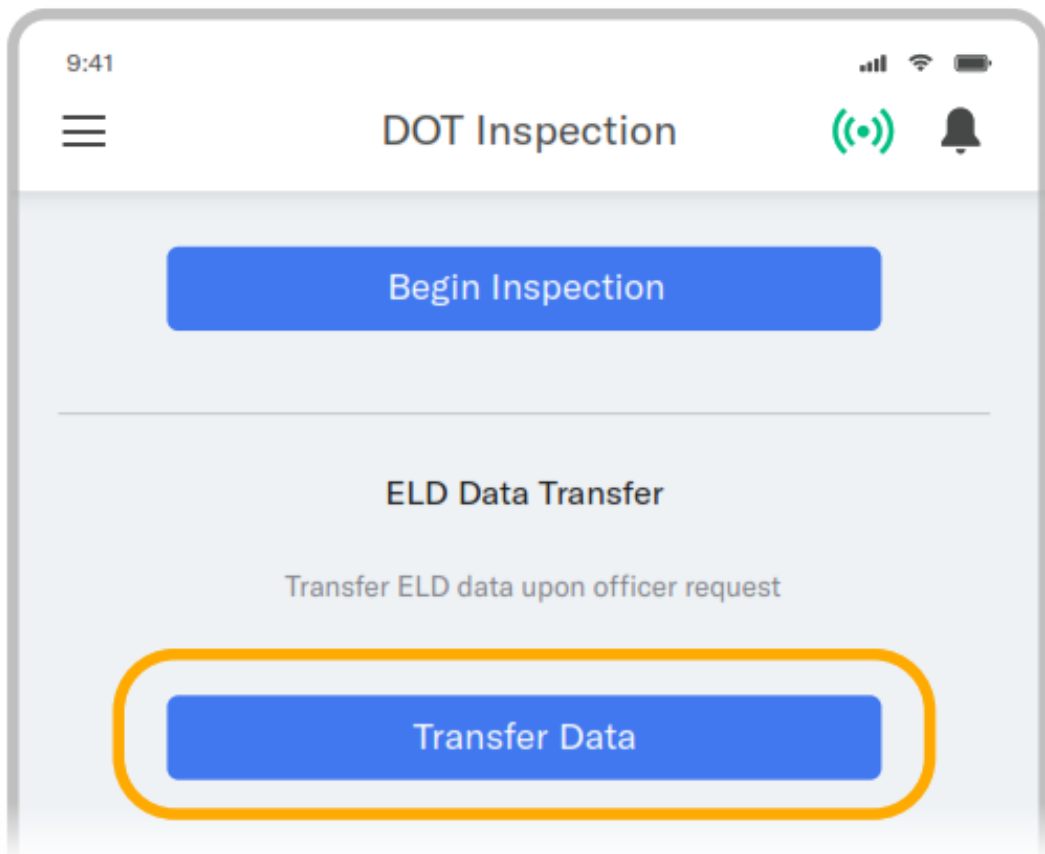 9:41
DOT Inspection
Begin Inspection
ELD Data Transfer
Transfer ELD data upon officer request
Transfer Data